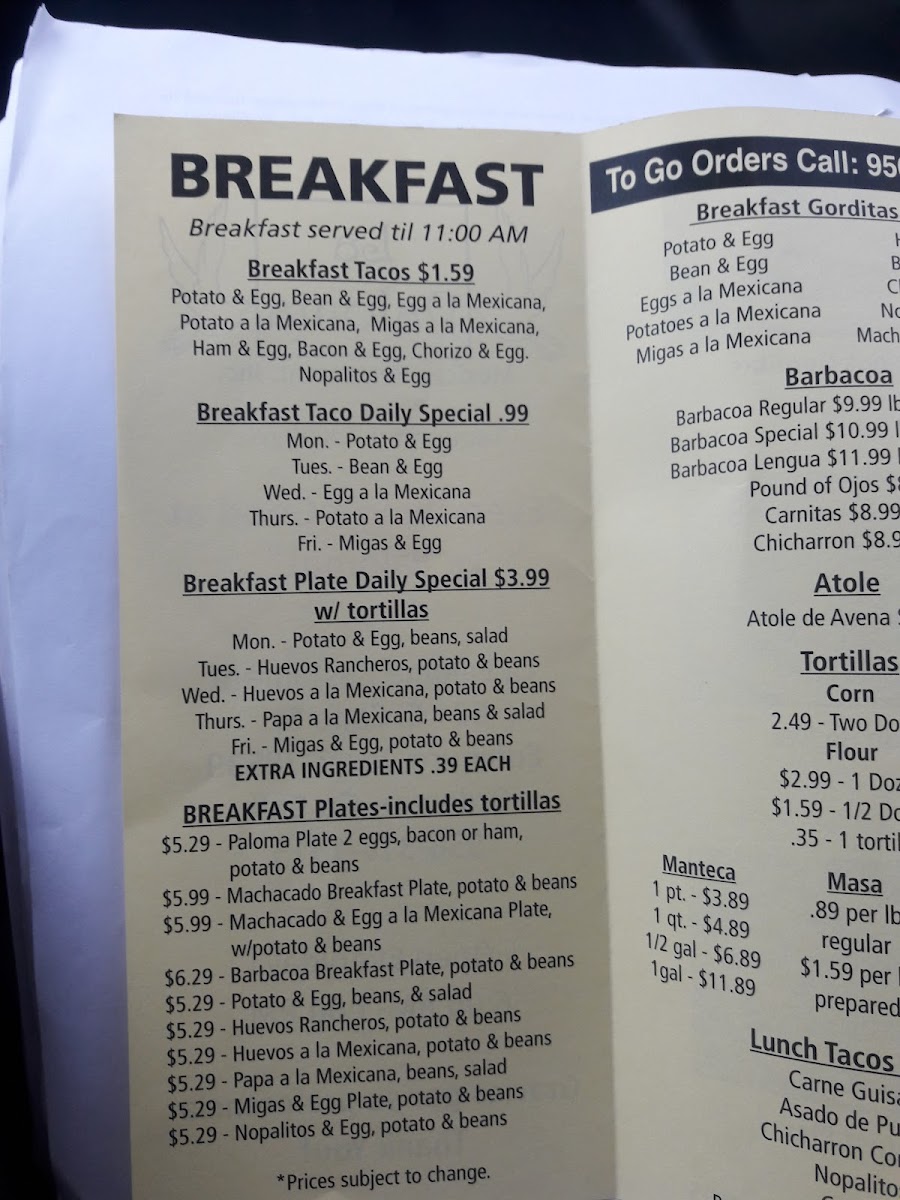 BREAKFAST
Breakfast served til 11:00 AM
Breakfast Tacos $1.59
Potato & Egg, Bean & Egg, Egg a la Mexicana,
Potato a la Mexicana, Migas a la Mexicana,
Ham & Egg, Bacon & Egg, Chorizo & Egg.
Nopalitos & Egg
Breakfast Taco Daily Special .99
Mon. - Potato & Egg
Tues. - Bean & Egg
Wed. - Egg a la Mexicana
Thurs. - Potato a la Mexicana
Fri. - Migas & Egg
Breakfast Plate Daily Special $3.99
w/ tortillas
Mon. - Potato & Egg, beans, salad
Tues. - Huevos Rancheros, potato & beans
Wed. - Huevos a la Mexicana, potato & beans
Thurs. - Papa a la Mexicana, beans & salad
Fri. - Migas & Egg, potato & beans
EXTRA INGREDIENTS .39 EACH
BREAKFAST Plates-includes tortillas
$5.29 - Paloma Plate 2 eggs, bacon or ham,
potato & beans
$5.99 - Machacado Breakfast Plate, potato & beans
$5.99 - Machacado & Egg a la Mexicana Plate,
w/potato & beans
$6.29 - Barbacoa Breakfast Plate, potato & beans
$5.29 - Potato & Egg, beans, & salad
$5.29 - Huevos Rancheros, potato & beans
$5.29 - Huevos a la Mexicana, potato & beans
$5.29 - Papa a la Mexicana, beans, salad
$5.29 - Migas & Egg Plate, potato & beans
$5.29 - Nopalitos & Egg, potato & beans
*Prices subject to change.
To Go Orders Call: 95
Breakfast Gorditas
Potato & Egg
Bean & Egg
Eggs a la Mexicana
Potatoes a la Mexicana
Migas a la Mexicana Mach
Barbacoa
Barbacoa Regular $9.99 lb
Barbacoa Special $10.99 l
Barbacoa Lengua $11.99
Pound of Ojos $
Carnitas $8.99
Chicharron $8.9
Atole
Atole de Avena
Tortillas
Corn
2.49 - Two Do
Flour
$2.99 - 1 Doz
$1.59 - 1/2 Do
.35 - 1 tortil
Manteca
1 pt. - $3.89
1 qt. - $4.89
1/2 gal - $6.89
1gal - $11.89
Masa
.89 per lb
regular
$1.59 per
prepared
Lunch Tacos
Carne Guisa
Asado de Pu
Chicharron Co
Nopalito